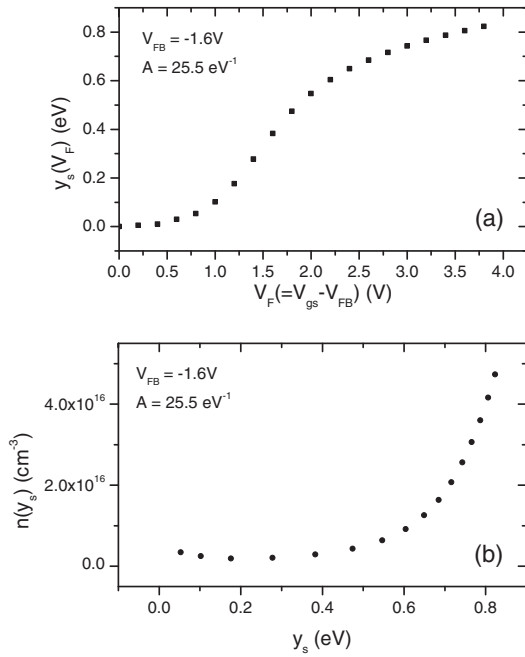 V_FB = -1.6V
A = 25.5 eV^-1
y_s(V_F) (eV)
0.8
0.6
0.4
0.2
0.0
(a)
0.0 0.5 1.0 1.5 2.0 2.5 3.0 3.5 4.0
V_F(=V_gs-V_FB) (V)
V_FB = -1.6V
A = 25.5 eV^-1
n(y_s) (cm^-3)
4.0x10^16
2.0x10^16
0.0
(b)
0.0 0.2 0.4 0.6 0.8
y_s (eV)